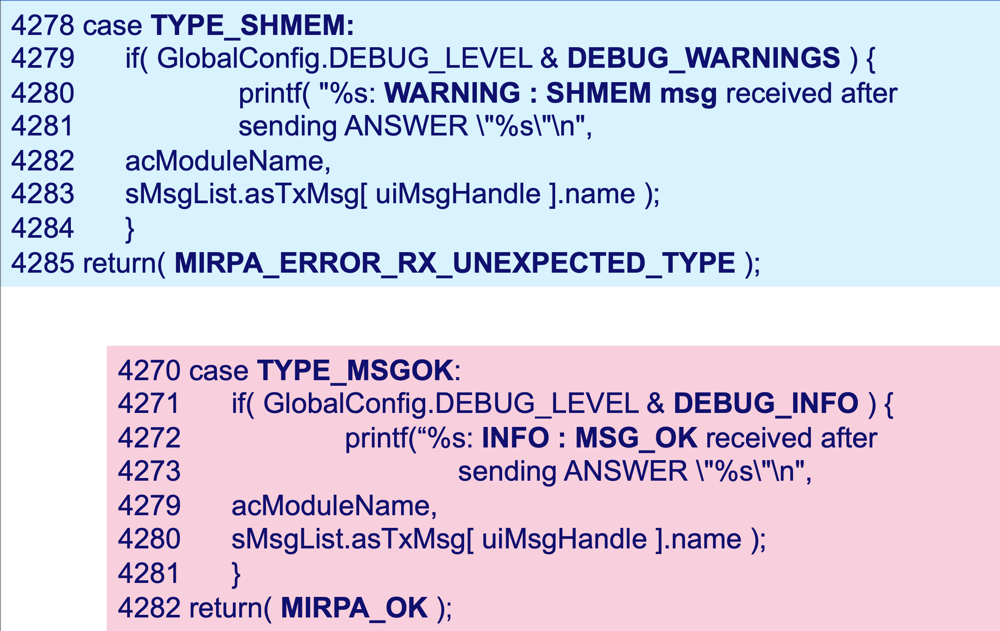 4278 case TYPE_SHMEM:
4279 if( GlobalConfig.DEBUG_LEVEL & DEBUG_WARNINGS ) {
4280 printf( "%s: WARNING : SHMEM msg received after
4281 sending ANSWER \"%s\"\n",
4282 acModuleName,
4283 sMsgList.asTxMsg[ uiMsgHandle ].name );
4284 }
4285 return( MIRPA_ERROR_RX_UNEXPECTED_TYPE );
4270 case TYPE_MSGOK:
4271 if( GlobalConfig.DEBUG_LEVEL & DEBUG_INFO ) {
4272 printf(“%s: INFO : MSG_OK received after
4273 sending ANSWER \"%s\"\n",
4279 acModuleName,
4280 sMsgList.asTxMsg[ uiMsgHandle ].name );
4281 }
4282 return( MIRPA_OK );